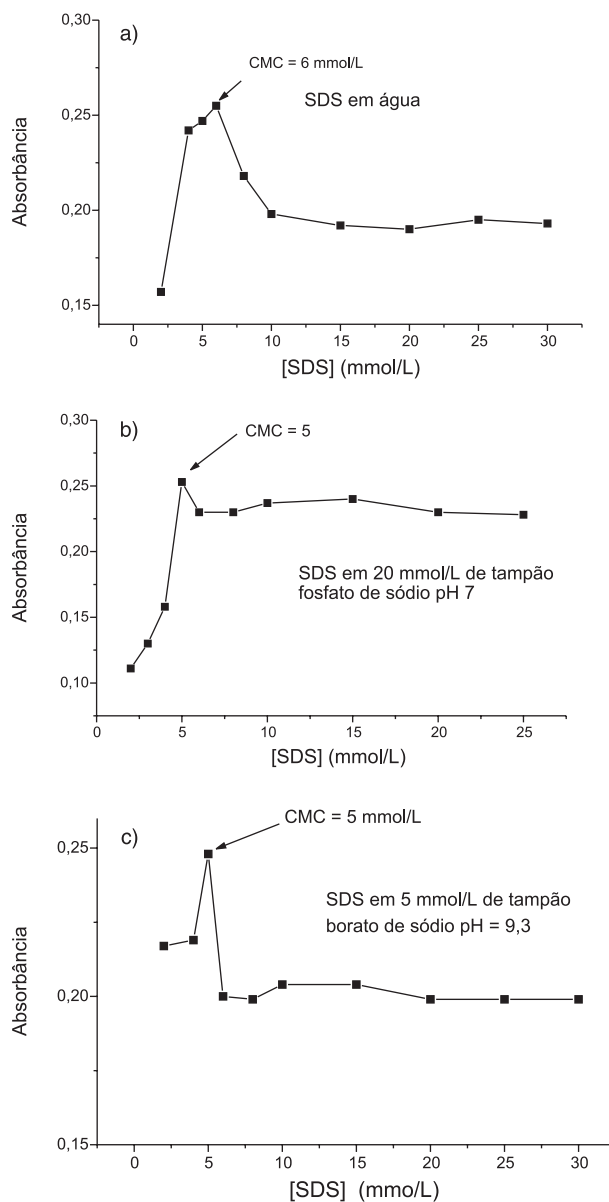 a)
CMC = 6 mmol/L
SDS em água
0,30
0,25
0,20
0,15
Absorbância
0 5 10 15 20 25 30
[SDS] (mmol/L)
b)
CMC = 5
0,30
0,25
0,20
0,15
0,10
Absorbância
SDS em 20 mmol/L de tampão
fosfato de sódio pH 7
0 5 10 15 20 25
[SDS] (mmol/L)
c)
CMC = 5 mmol/L
0,25
0,20
0,15
Absorbância
SDS em 5 mmol/L de tampão
borato de sódio pH = 9,3
0 5 10 15 20 25 30
[SDS] (mmol/L)